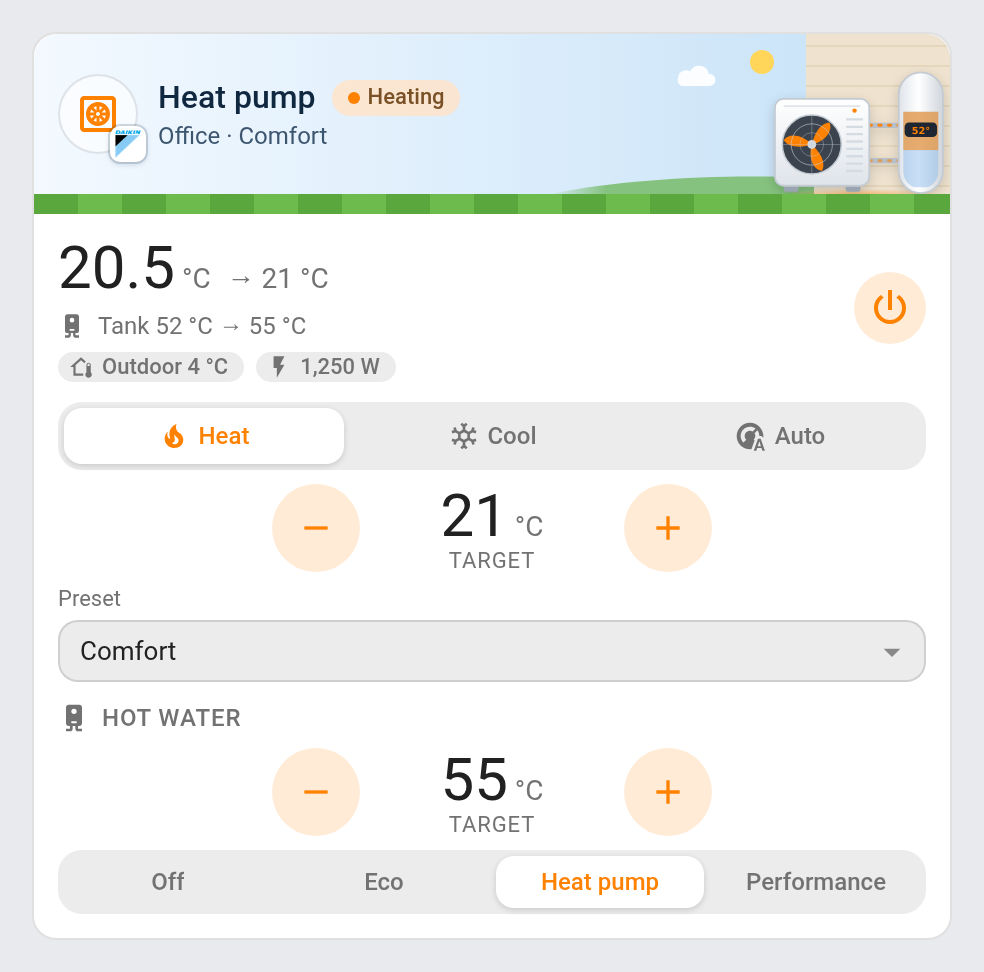 Heat pump
Heating
Office · Comfort
DAIKIN
52°
20.5 °C → 21 °C
Tank 52 °C → 55 °C
Outdoor 4 °C
1,250 W
Heat
Cool
Auto
21 °C
TARGET
Preset
Comfort
HOT WATER
55 °C
TARGET
Off
Eco
Heat pump
Performance